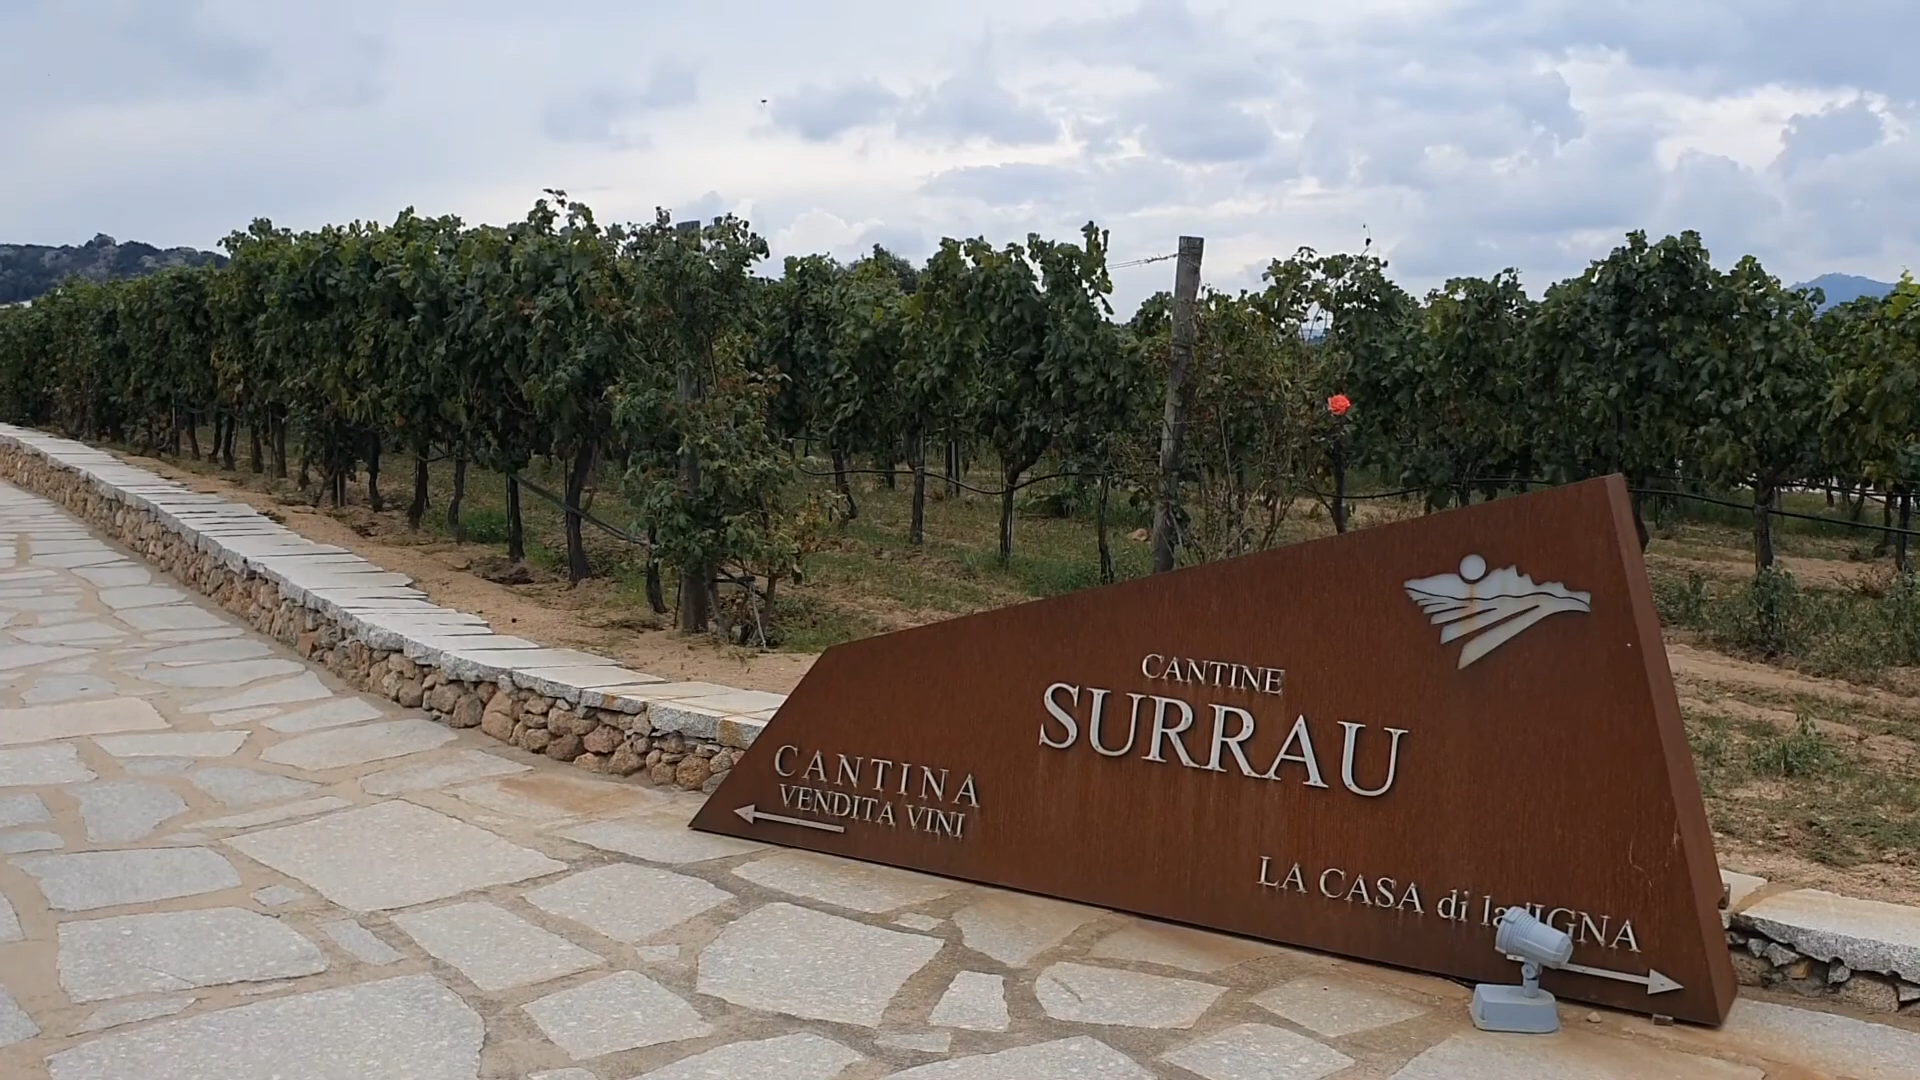 CANTINE
SURRAU
CANTINA
VENDITA VINI
LA CASA di la